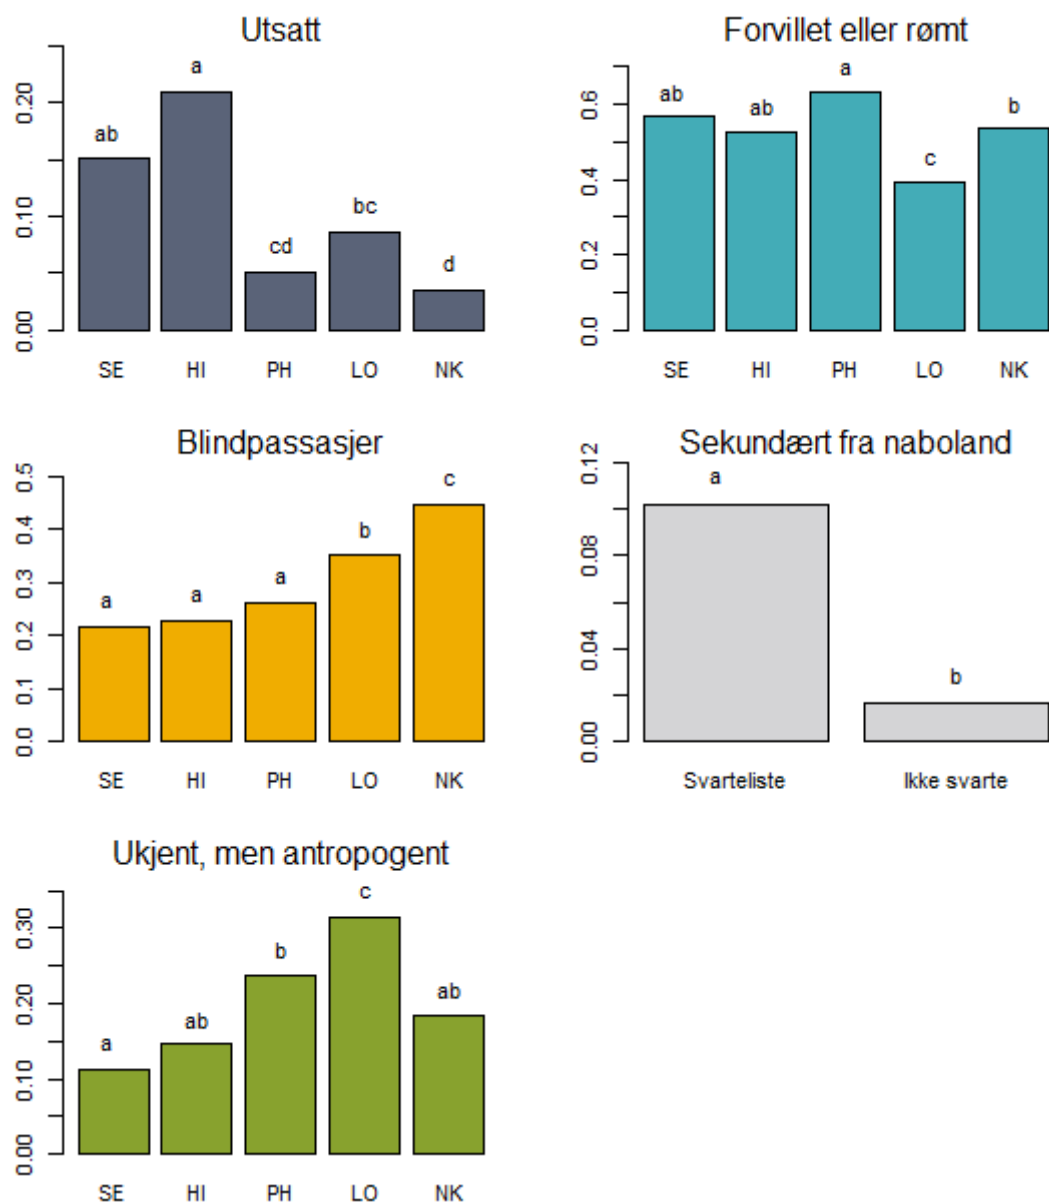 Utsatt
0.20
0.10
0.00
ab
a
cd
bc
d
SE HI PH LO NK
Forvillet eller rømt
0.6
0.4
0.2
0.0
ab
ab
a
c
b
SE HI PH LO NK
Blindpassasjer
0.5
0.4
0.3
0.2
0.1
0.0
a
a
a
b
c
SE HI PH LO NK
Sekundært fra naboland
0.12
0.08
0.04
0.00
a
b
Svarteliste Ikke svarte
Ukjent, men antropogent
0.30
0.20
0.10
0.00
a
ab
b
c
ab
SE HI PH LO NK